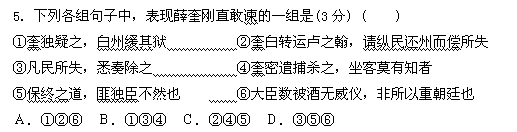 5. 下列各组句子中，表现薛奎刚直敢谏的一组是(3分) (    )
①奎独疑之，白州缓其狱          ②奎白转运卢之翰，请纵民还州而偿所失
③凡民所失，悉奏除之          ④奎密遣捕杀之，坐客莫有知者
⑤保终之道，匪独臣不然也          ⑥大臣数被酒无威仪，非所以重朝廷也
A．①②⑥  B．①③④  C．②④⑤  D．③⑤⑥